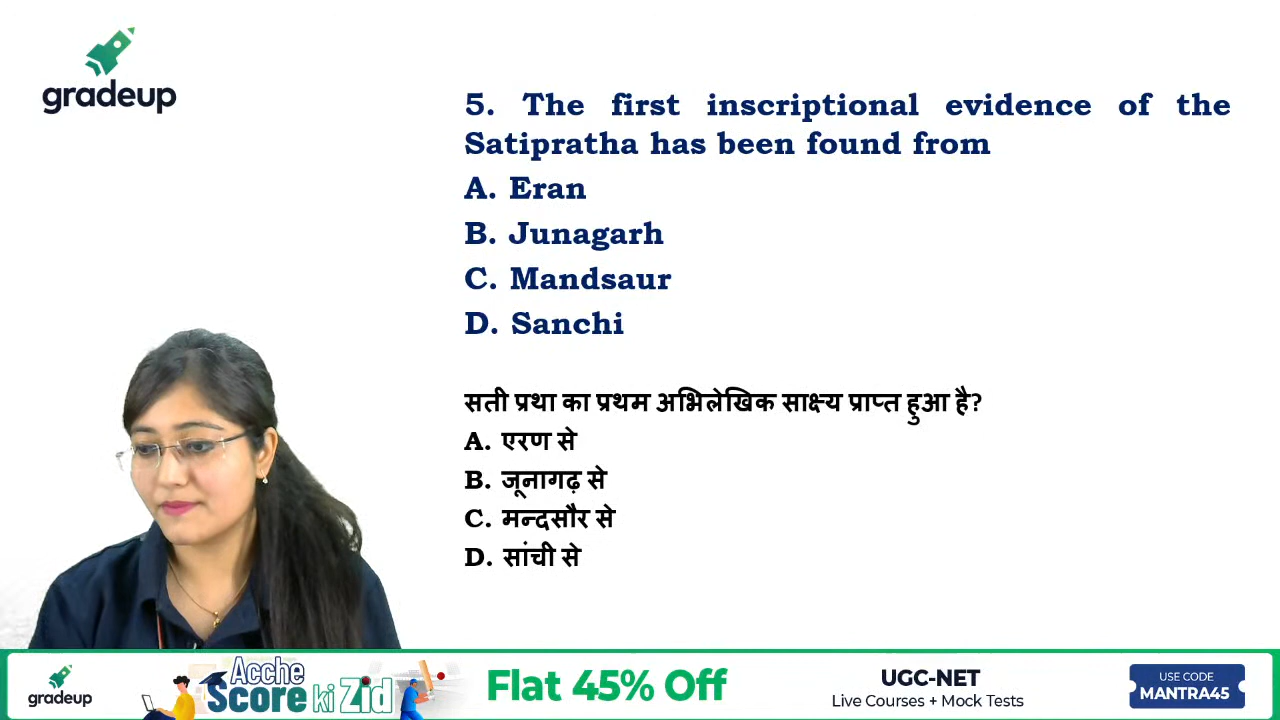 gradeup
5. The first inscriptional evidence of the
Satipratha has been found from
A. Eran
B. Junagarh
C. Mandsaur
D. Sanchi
सती प्रथा का प्रथम अभिलेखिक साक्ष्य प्राप्त हुआ है?
A. एरण से
B. जूनागढ़ से
C. मन्दसौर से
D. सांची से
gradeup
Acche
Score ki Zid
Flat 45% Off
UGC-NET
Live Courses + Mock Tests
USE CODE
MANTRA45